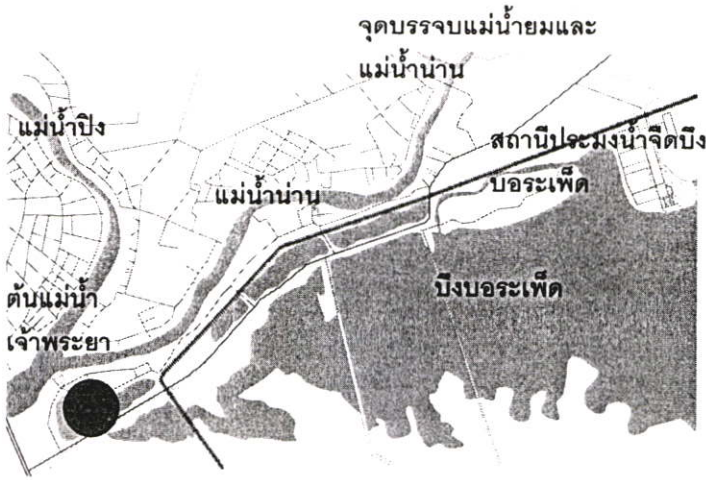 จุดบรรจบแม่น้ำยมและ
แม่น้ำน่าน
แม่น้ำปิง
สถานีประมงน้ำจืดบึง
บอระเพ็ด
แม่น้ำน่าน
บึงบอระเพ็ด
ต้นแม่น้ำ
เจ้าพระยา